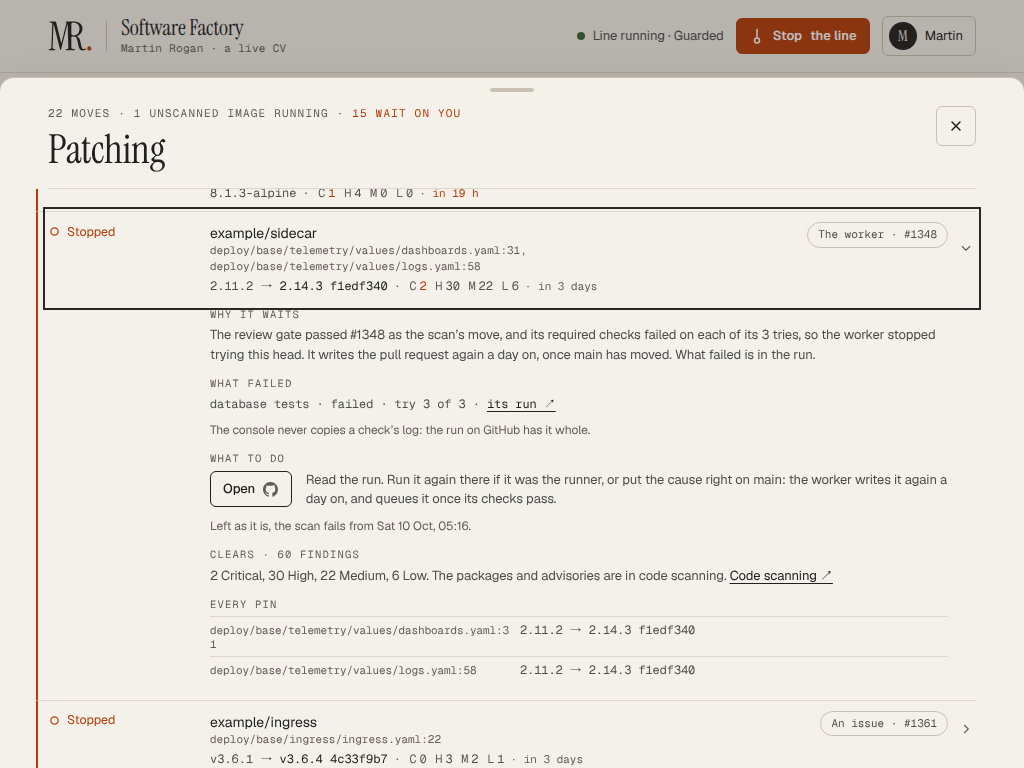 MR.
Software Factory
Martin Rogan · a live CV
Line running · Guarded
Stop the line
M
Martin
22 MOVES · 1 UNSCANNED IMAGE RUNNING · 15 WAIT ON YOU
Patching
8.1.3-alpine · C 1 H 4 M 0 L 0 · in 19 h
Stopped
example/sidecar
The worker · #1348
deploy/base/telemetry/values/dashboards.yaml:31,
deploy/base/telemetry/values/logs.yaml:58
2.11.2 → 2.14.3 f1edf340 · C 2 H 30 M 22 L 6 · in 3 days
WHY IT WAITS
The review gate passed #1348 as the scan’s move, and its required checks failed on each of its 3 tries, so the worker stopped
trying this head. It writes the pull request again a day on, once main has moved. What failed is in the run.
WHAT FAILED
database tests · failed · try 3 of 3 · its run ↗
The console never copies a check’s log: the run on GitHub has it whole.
WHAT TO DO
Open
Read the run. Run it again there if it was the runner, or put the cause right on main: the worker writes it again a
day on, and queues it once its checks pass.
Left as it is, the scan fails from Sat 10 Oct, 05:16.
CLEARS · 60 FINDINGS
2 Critical, 30 High, 22 Medium, 6 Low. The packages and advisories are in code scanning. Code scanning ↗
EVERY PIN
deploy/base/telemetry/values/dashboards.yaml:3 2.11.2 → 2.14.3 f1edf340
1
deploy/base/telemetry/values/logs.yaml:58 2.11.2 → 2.14.3 f1edf340
Stopped
example/ingress
An issue · #1361
deploy/base/ingress/ingress.yaml:22
v3.6.1 → v3.6.4 4c33f9b7 · C 0 H 3 M 2 L 1 · in 3 days